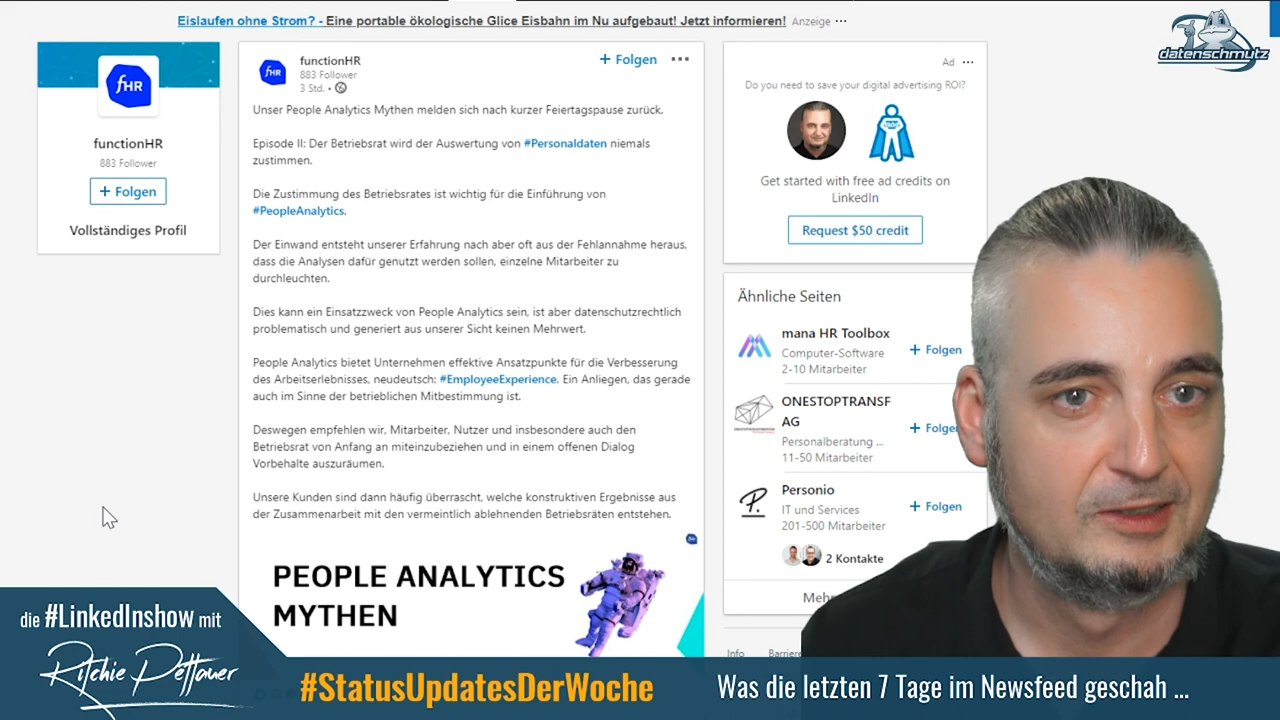 Eislaufen ohne Strom? - Eine portable ökologische Glice Eisbahn im Nu aufgebaut! Jetzt informieren! Anzeige ···
datenschmutz
fHR
functionHR
883 Follower
+ Folgen
Vollständiges Profil
fHR
functionHR
883 Follower
3 Std. •
+ Folgen ···
Unser People Analytics Mythen melden sich nach kurzer Feiertagspause zurück.
Episode II: Der Betriebsrat wird der Auswertung von #Personaldaten niemals
zustimmen.
Die Zustimmung des Betriebsrates ist wichtig für die Einführung von
#PeopleAnalytics.
Der Einwand entsteht unserer Erfahrung nach aber oft aus der Fehlannahme heraus,
dass die Analysen dafür genutzt werden sollen, einzelne Mitarbeiter zu
durchleuchten.
Dies kann ein Einsatzzweck von People Analytics sein, ist aber datenschutzrechtlich
problematisch und generiert aus unserer Sicht keinen Mehrwert.
People Analytics bietet Unternehmen effektive Ansatzpunkte für die Verbesserung
des Arbeitserlebnisses, neudeutsch: #EmployeeExperience. Ein Anliegen, das gerade
auch im Sinne der betrieblichen Mitbestimmung ist.
Deswegen empfehlen wir, Mitarbeiter, Nutzer und insbesondere auch den
Betriebsrat von Anfang an miteinzubeziehen und in einem offenen Dialog
Vorbehalte auszuräumen.
Unsere Kunden sind dann häufig überrascht, welche konstruktiven Ergebnisse aus
der Zusammenarbeit mit den vermeintlich ablehnenden Betriebsräten entstehen.
PEOPLE ANALYTICS
MYTHEN
Ad ···
Do you need to save your digital advertising ROI?
Get started with free ad credits on
LinkedIn
Request $50 credit
Ähnliche Seiten
mana HR Toolbox
Computer-Software
2-10 Mitarbeiter
+ Folgen
ONESTOPTRANSF
AG
Personalberatung ...
11-50 Mitarbeiter
+ Folge
P.
Personio
IT und Services
201-500 Mitarbeiter
+ Folgen
2 Kontakte
Meh
Info Barriere
die #LinkedInshow mit
Ritchie Pettauer
#StatusUpdatesDerWoche
Was die letzten 7 Tage im Newsfeed geschah ...